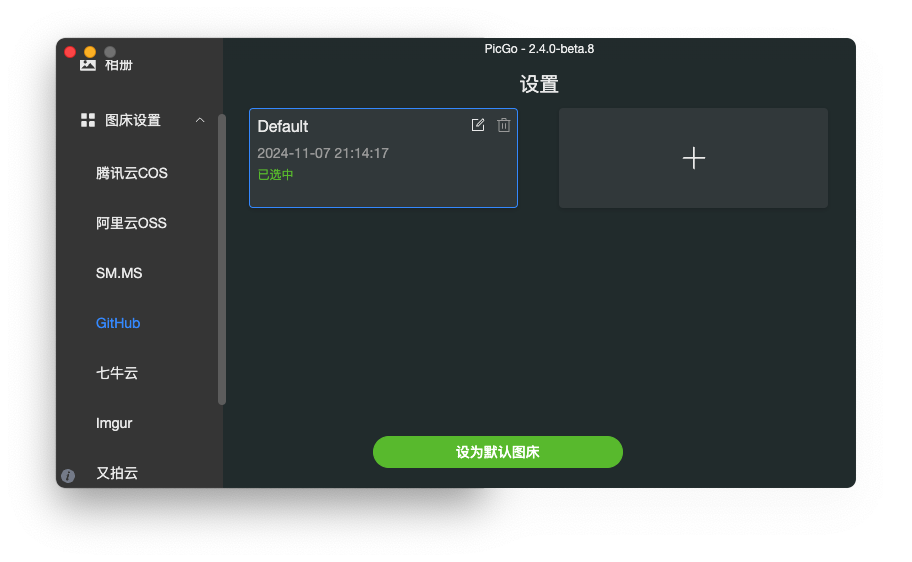 PicGo - 2.4.0-beta.8
相册
图床设置
腾讯云COS
阿里云OSS
SM.MS
GitHub
七牛云
Imgur
又拍云
设置
Default
2024-11-07 21:14:17
已选中
设为默认图床